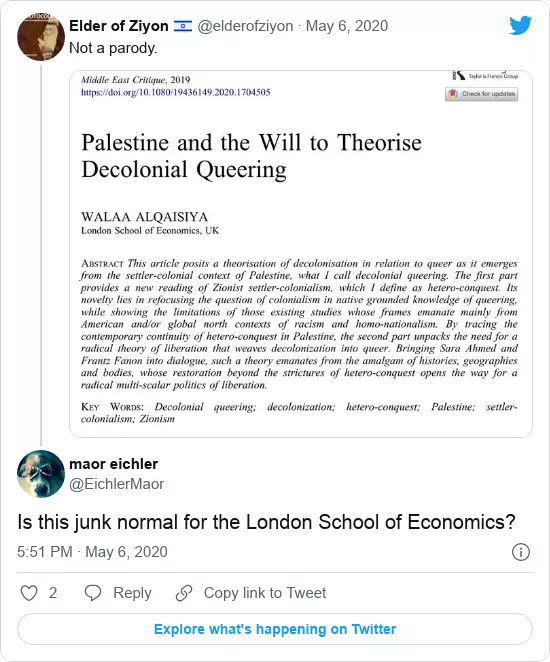 Elder of Ziyon 🇮🇱 @elderofziyon · May 6, 2020
Not a parody.
Middle East Critique, 2019
https://doi.org/10.1080/19436149.2020.1704505
Taylor & Francis Group
Check for updates
Palestine and the Will to Theorise
Decolonial Queering
WALAA ALQAISIYA
London School of Economics, UK
ABSTRACT This article posits a theorisation of decolonisation in relation to queer as it emerges
from the settler-colonial context of Palestine, what I call decolonial queering. The first part
provides a new reading of Zionist settler-colonialism, which I define as hetero-conquest. Its
novelty lies in refocusing the question of colonialism in native grounded knowledge of queering,
while showing the limitations of those existing studies whose frames emanate mainly from
American and/or global north contexts of racism and homo-nationalism. By tracing the
contemporary continuity of hetero-conquest in Palestine, the second part unpacks the need for a
radical theory of liberation that weaves decolonization into queer. Bringing Sara Ahmed and
Frantz Fanon into dialogue, such a theory emanates from the amalgam of histories, geographies
and bodies, whose restoration beyond the strictures of hetero-conquest opens the way for a
radical multi-scalar politics of liberation.
KEY WORDS: Decolonial queering; decolonization; hetero-conquest; Palestine; settler-
colonialism; Zionism
maor eichler
@EichlerMaor
Is this junk normal for the London School of Economics?
5:51 PM · May 6, 2020
2 Reply Copy link to Tweet
Explore what's happening on Twitter